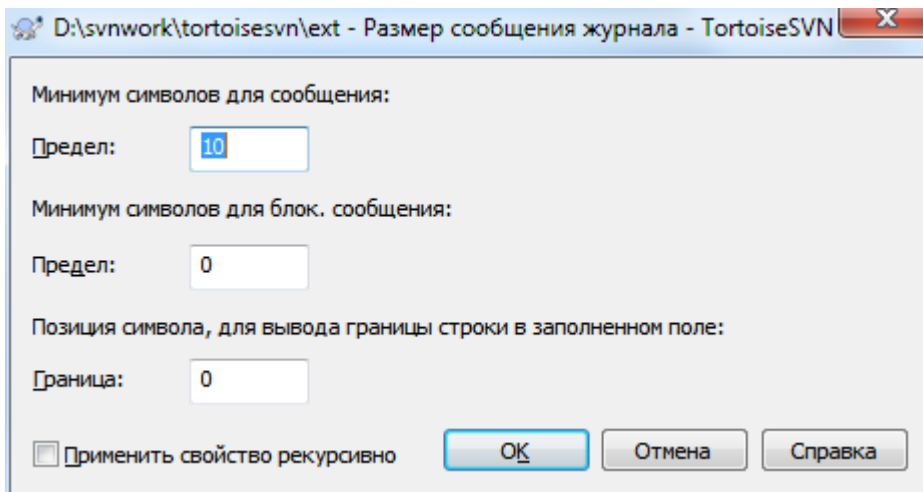 D:\svnwork\tortoisesvn\ext - Размер сообщения журнала - TortoiseSVN
Минимум символов для сообщения:
Предел: 10
Минимум символов для блок. сообщения:
Предел: 0
Позиция символа, для вывода границы строки в заполненном поле:
Граница: 0
Применить свойство рекурсивно OK Отмена Справка